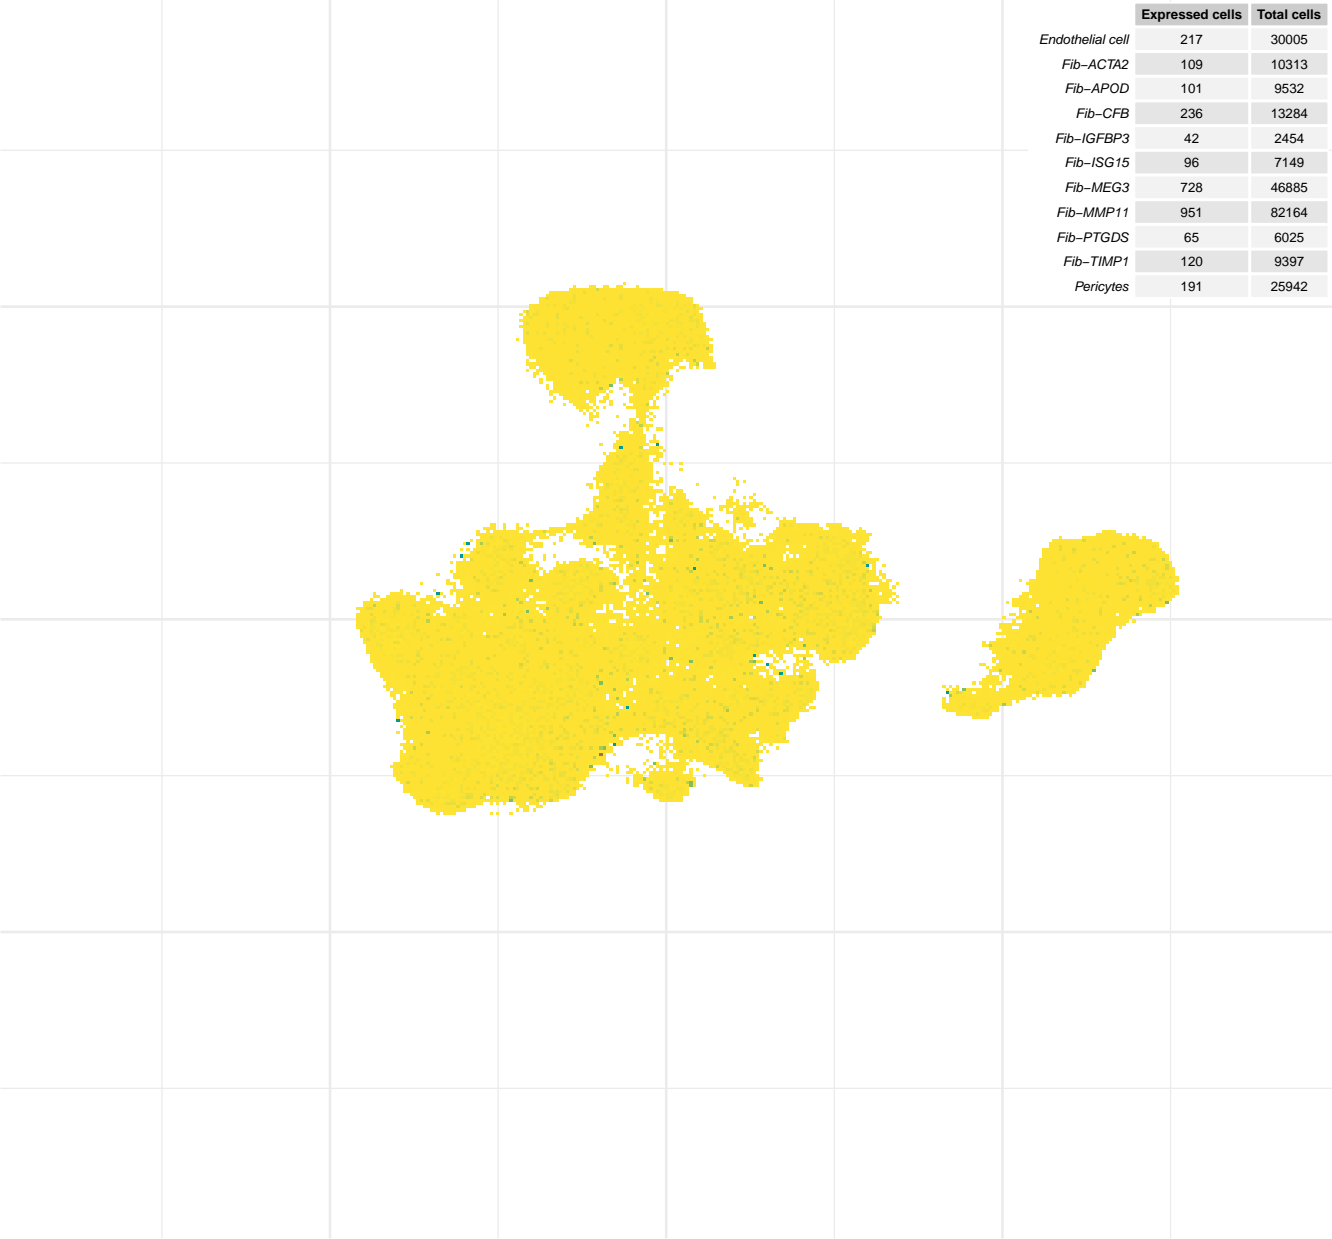 Expressed cells Total cells
Endothelial cell 217 30005
Fib−ACTA2 109 10313
Fib−APOD 101 9532
Fib−CFB 236 13284
Fib−IGFBP3 42 2454
Fib−ISG15 96 7149
Fib−MEG3 728 46885
Fib−MMP11 951 82164
Fib−PTGDS 65 6025
Fib−TIMP1 120 9397
Pericytes 191 25942